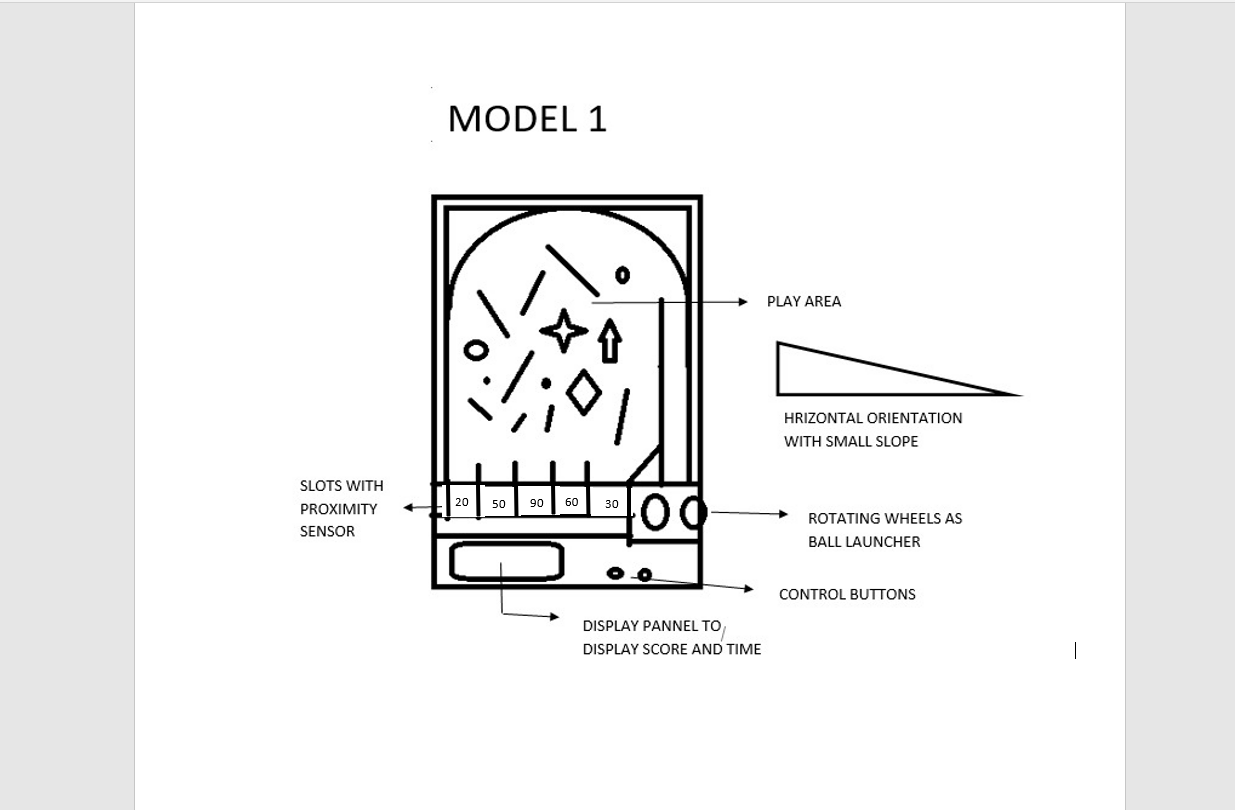 MODEL 1
PLAY AREA
HRIZONTAL ORIENTATION
WITH SMALL SLOPE
SLOTS WITH
PROXIMITY
SENSOR
20 50 90 60 30
ROTATING WHEELS AS
BALL LAUNCHER
CONTROL BUTTONS
DISPLAY PANNEL TO
DISPLAY SCORE AND TIME